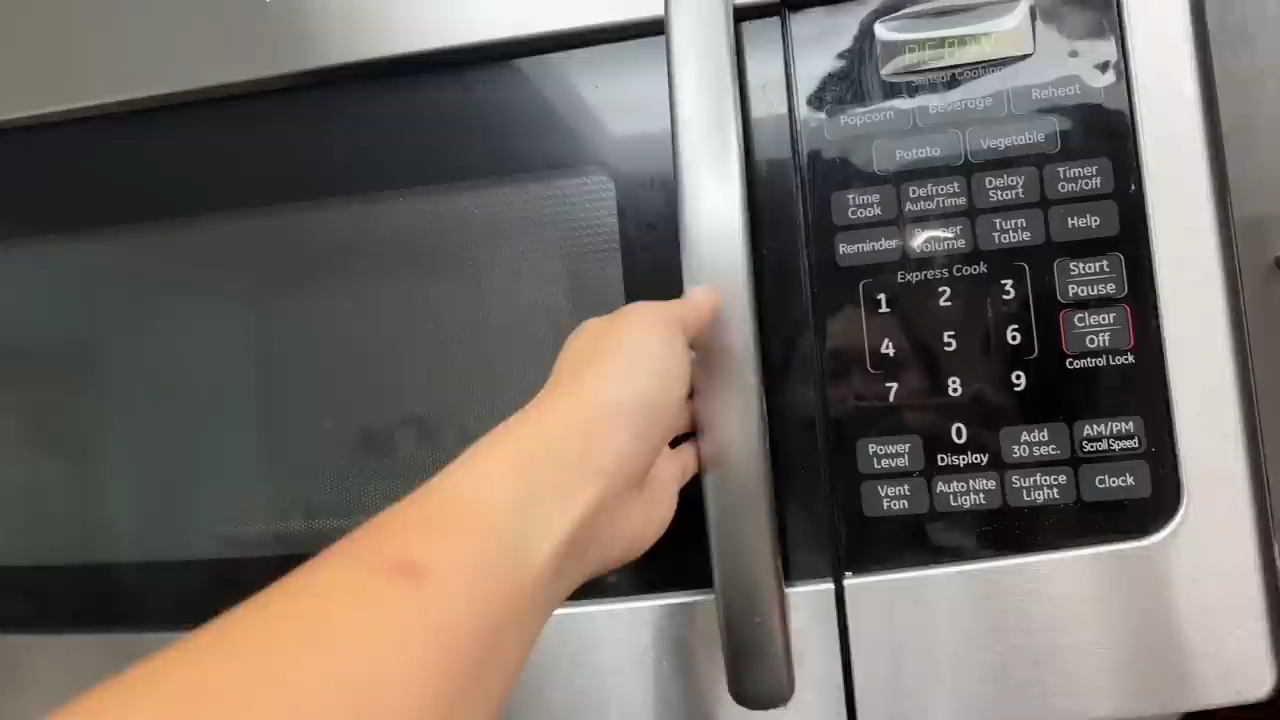 Sensor Cooking
Popcorn Beverage Reheat
Potato Vegetable
Time Cook
Defrost Auto/Time
Delay Start
Timer On/Off
Reminder
Volume
Turn Table
Help
Express Cook
1 2 3
Start Pause
4 5 6
Clear Off
Control Lock
7 8 9
0
Display
Power Level
Add 30 sec.
AM/PM Scroll Speed
Vent Fan
Auto Nite Light
Surface Light
Clock